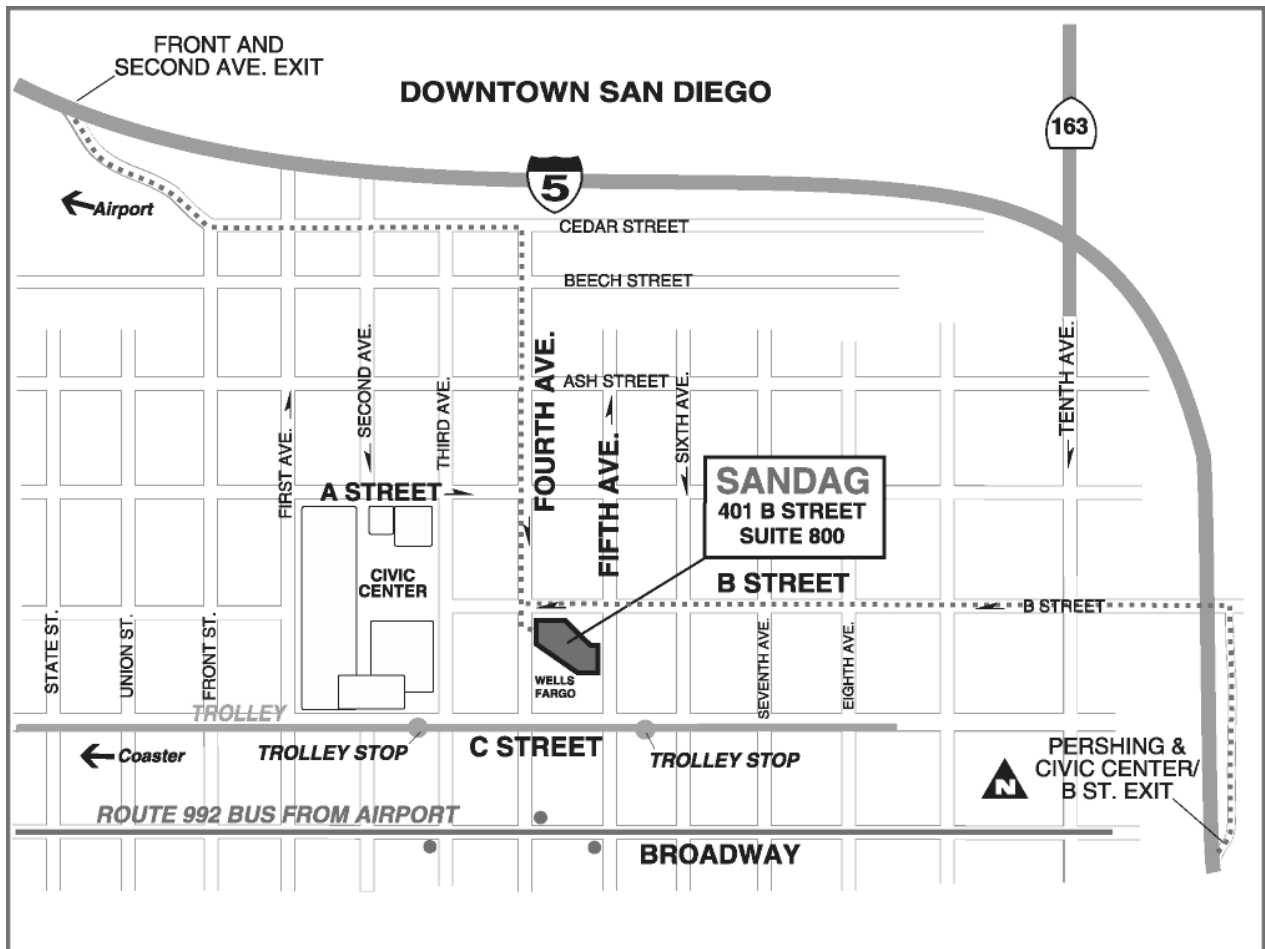 FRONT AND
SECOND AVE. EXIT
DOWNTOWN SAN DIEGO
163
5
Airport
CEDAR STREET
BEECH STREET
ASH STREET
FIRST AVE.
SECOND AVE.
THIRD AVE.
FOURTH AVE.
FIFTH AVE.
SIXTH AVE.
TENTH AVE.
A STREET
SANDAG
401 B STREET
SUITE 800
CIVIC
CENTER
B STREET
B STREET
STATE ST.
UNION ST.
FRONT ST.
WELLS
FARGO
SEVENTH AVE.
EIGHTH AVE.
TROLLEY
Coaster
TROLLEY STOP
C STREET
TROLLEY STOP
N
PERSHING &
CIVIC CENTER/
B ST. EXIT
ROUTE 992 BUS FROM AIRPORT
BROADWAY